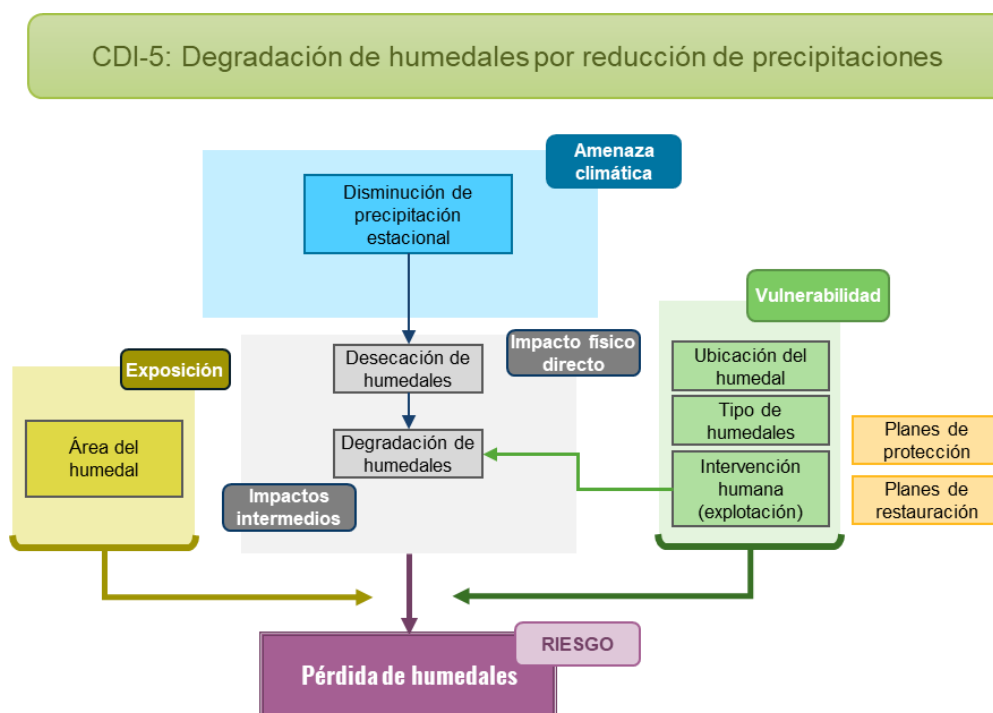 CDI-5: Degradación de humedales por reducción de precipitaciones
Amenaza
climática
Disminución de
precipitación
estacional
Vulnerabilidad
Impacto físico
directo
Desecación de
humedales
Ubicación del
humedal
Exposición
Tipo de
humedales
Área del
humedal
Degradación de
humedales
Planes de
protección
Intervención
humana
(explotación)
Impactos
intermedios
Planes de
restauración
RIESGO
Pérdida de humedales